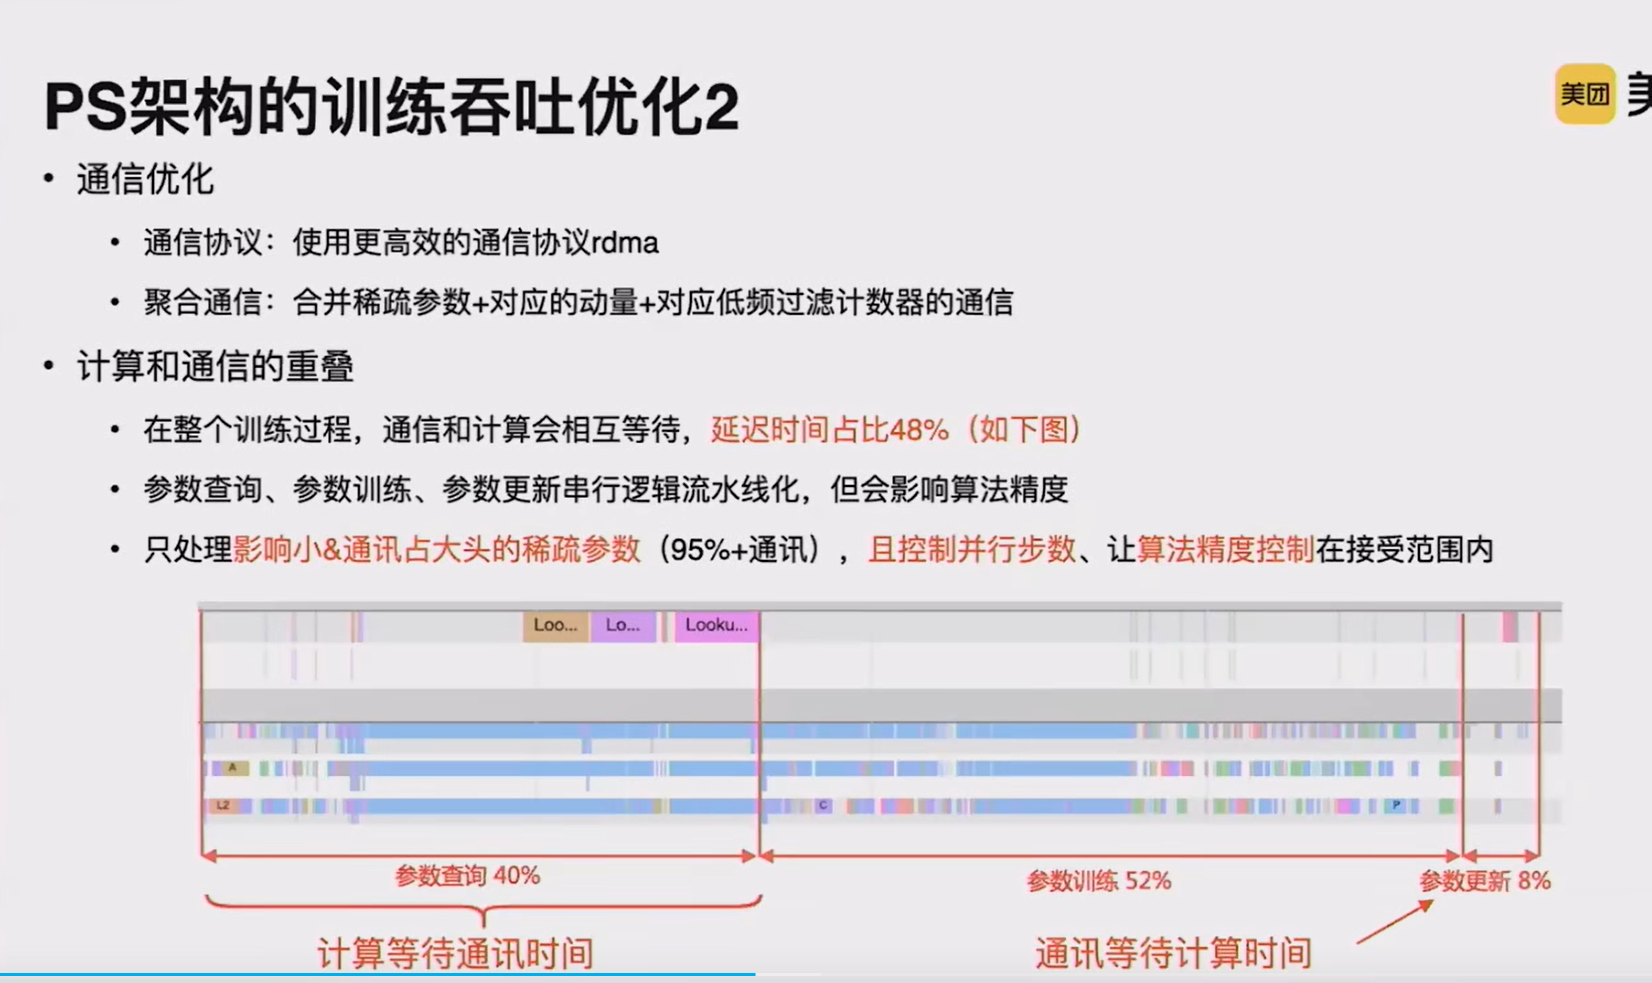 PS架构的训练吞吐优化2
美团
• 通信优化
• 通信协议：使用更高效的通信协议rdma
• 聚合通信：合并稀疏参数+对应的动量+对应低频过滤计数器的通信
• 计算和通信的重叠
• 在整个训练过程，通信和计算会相互等待，延迟时间占比48%（如下图）
• 参数查询、参数训练、参数更新串行逻辑流水线化，但会影响算法精度
• 只处理影响小&通讯占大头的稀疏参数（95%+通讯），且控制并行步数、让算法精度控制在接受范围内
Loo... Lo... Looku...
A
L2 C P
参数查询 40% 参数训练 52% 参数更新 8%
计算等待通讯时间 通讯等待计算时间